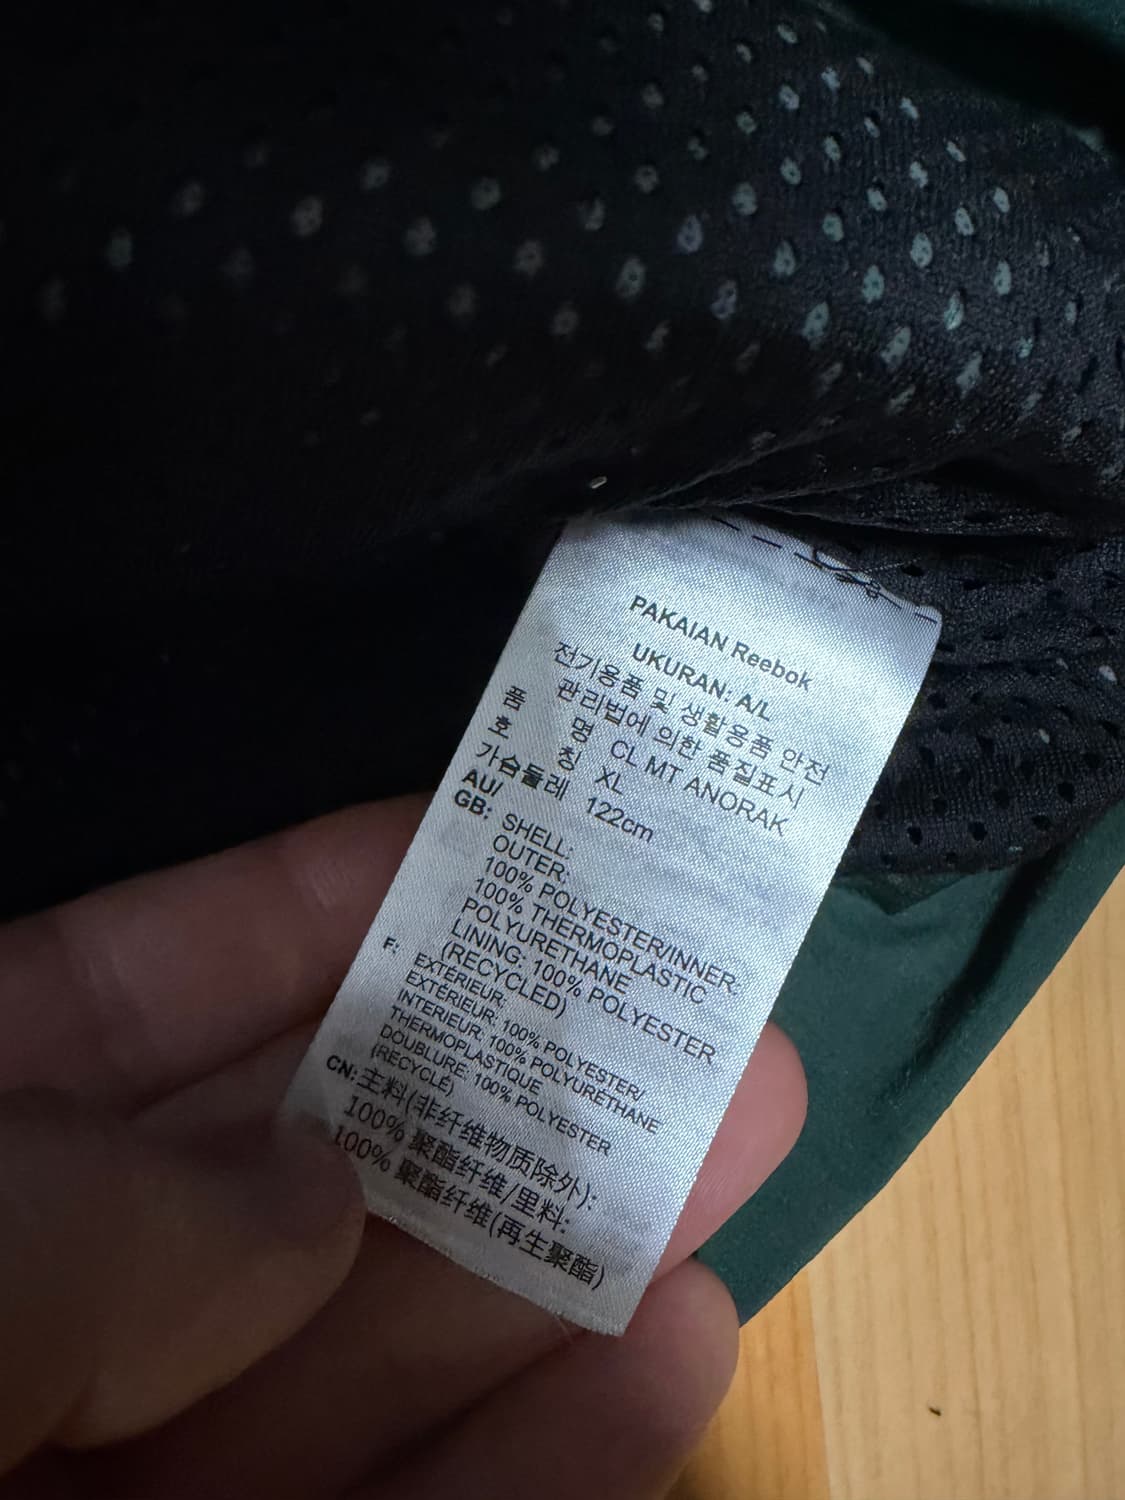 PAKAIAN Reebok
UKURAN: A/L
전기용품 및 생활용품 안전
관리법에 의한 품질표시
품 명 CL MT ANORAK
호 칭 XL
가슴둘레 122cm
AU/
GB: SHELL:
OUTER.
100% POLYESTER/INNER.
100% THERMOPLASTIC
POLYURETHANE
LINING: 100% POLYESTER
(RECYCLED)
F: EXTÉRIEUR:
EXTÉRIEUR: 100% POLYESTER/
INTERIEUR: 100% POLYURETHANE
THERMOPLASTIQUE
DOUBLURE: 100% POLYESTER
(RECYCLÉ)
CN: 主料(非纤维物质除外):
100% 聚酯纤维/里料:
100% 聚酯纤维(再生聚酯)